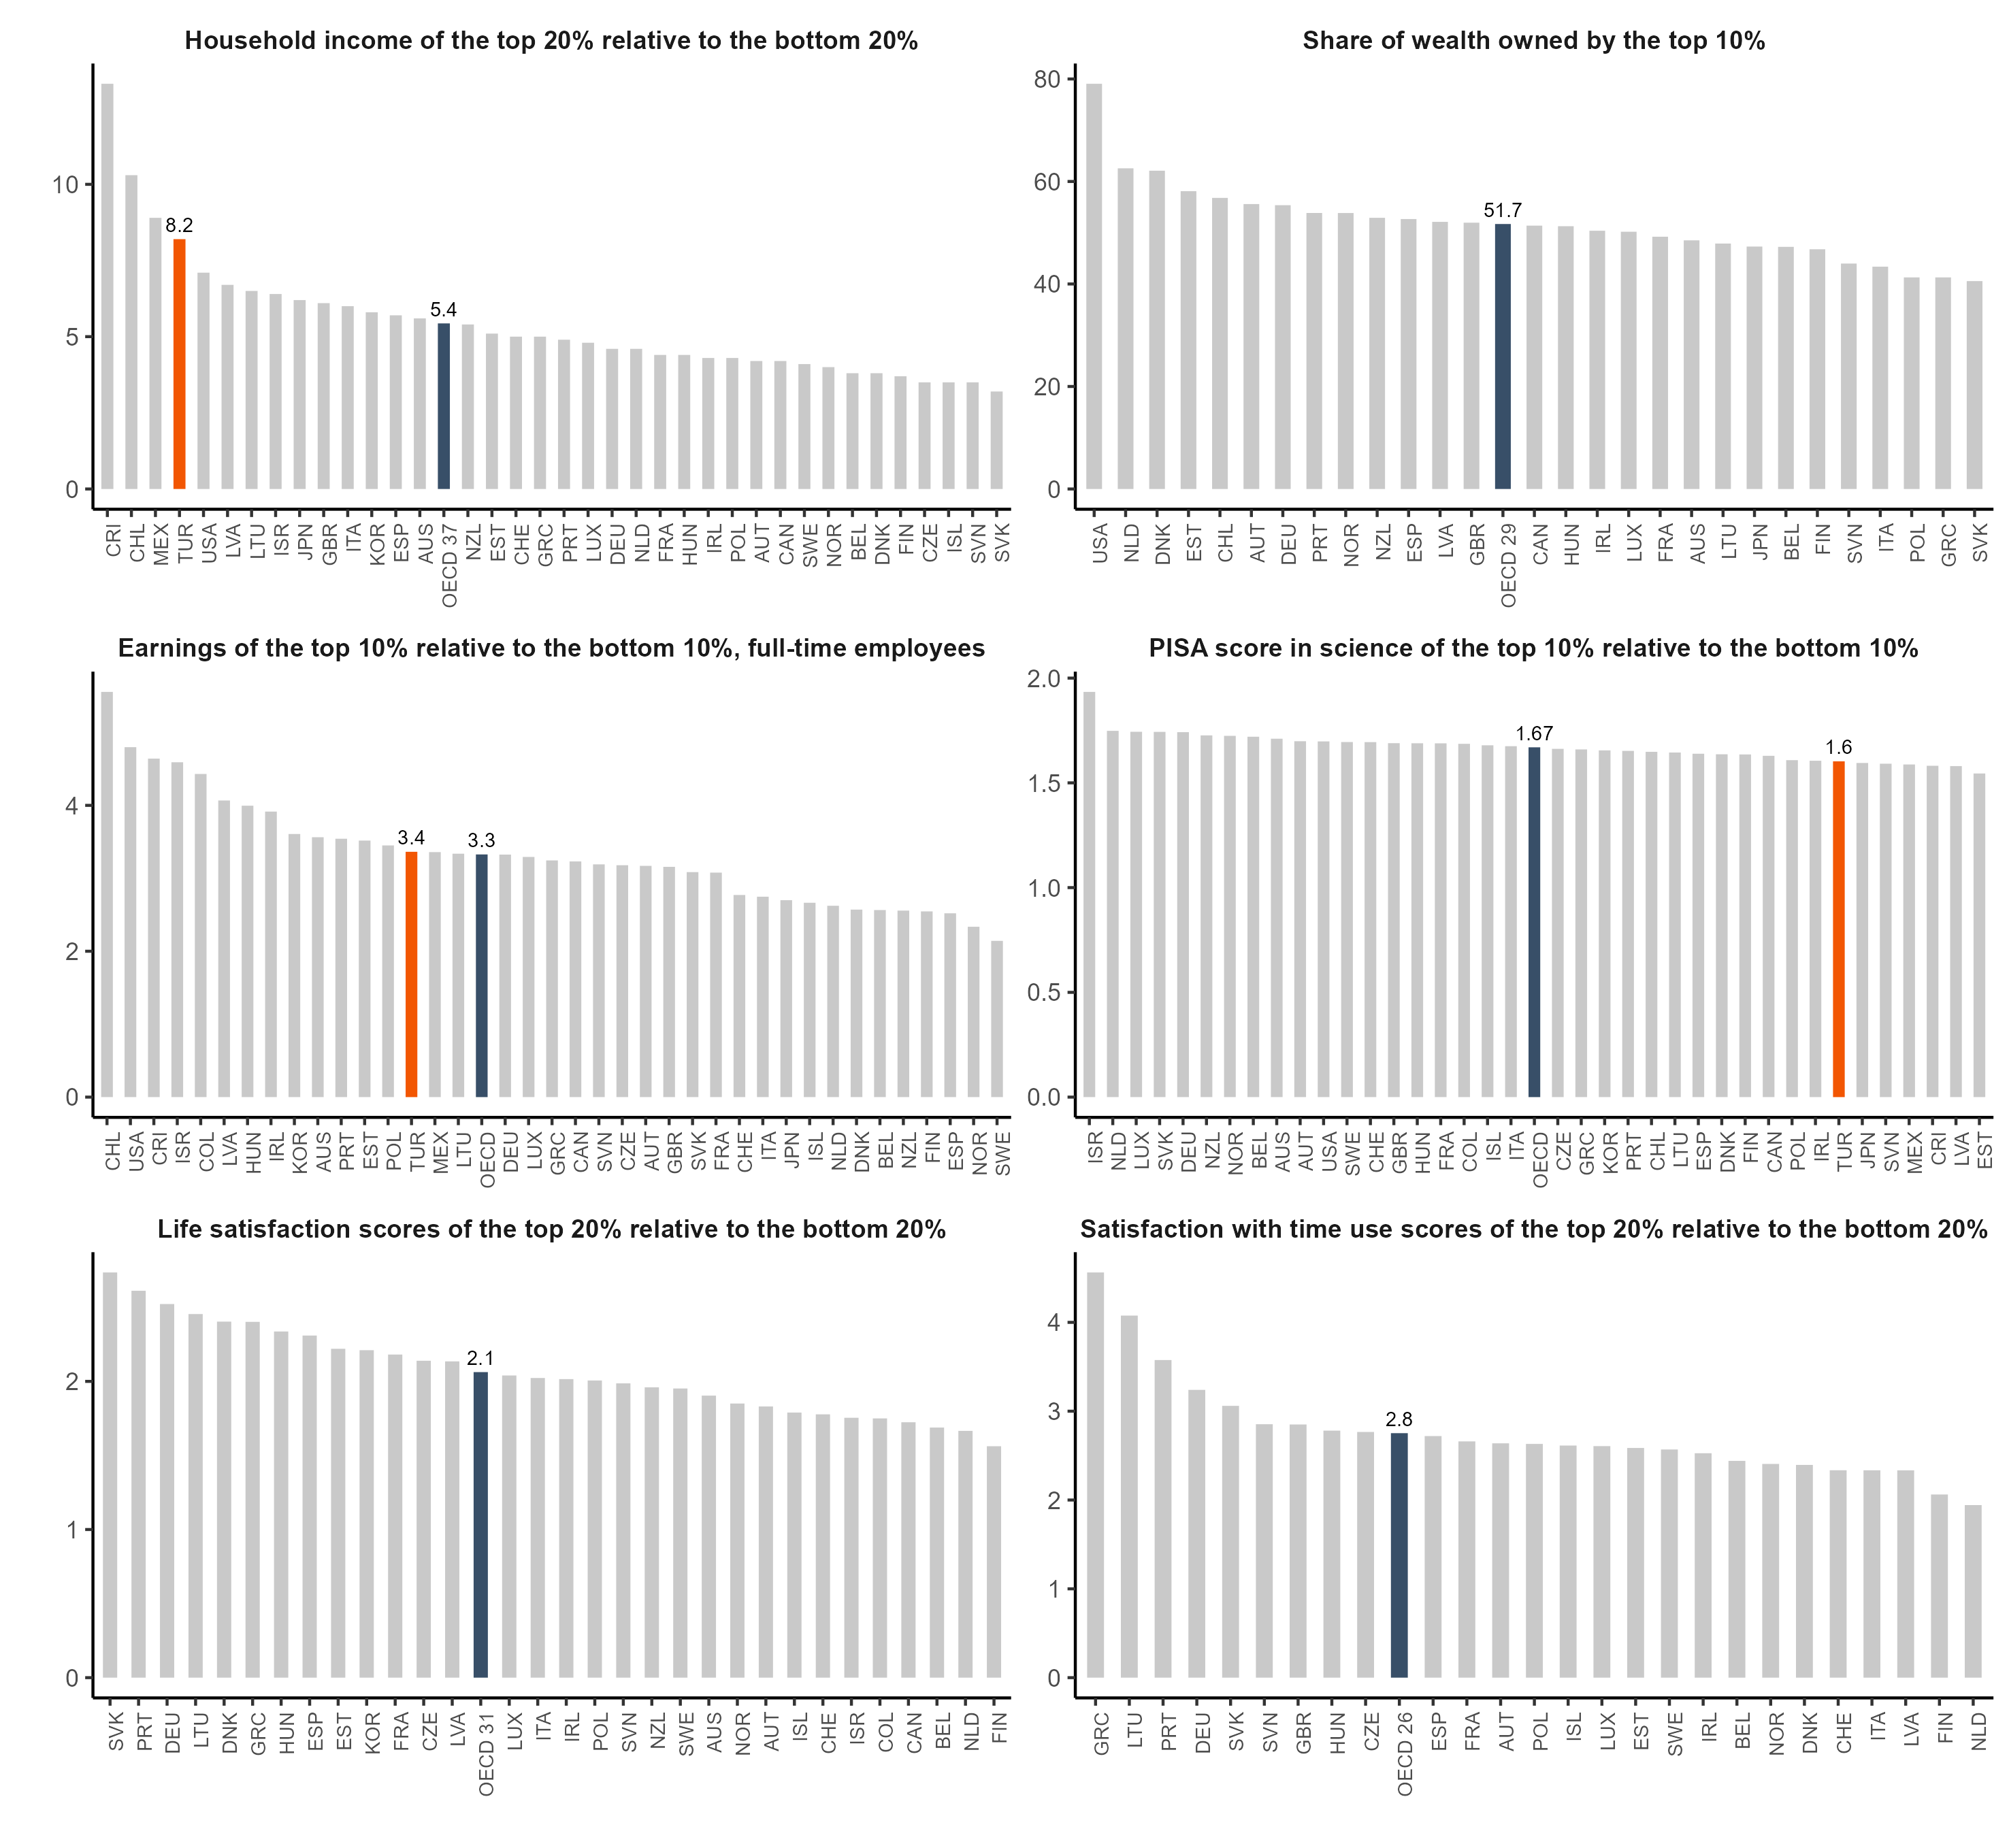 Household income of the top 20% relative to the bottom 20%
10
5
0
8.2
5.4
CRI CHL MEX TUR USA LVA LTU ISR JPN GBR ITA KOR ESP AUS OECD 37 NZL EST CHE GRC PRT LUX DEU NLD FRA HUN IRL POL AUT CAN SWE NOR BEL DNK FIN CZE ISL SVN SVK
Share of wealth owned by the top 10%
80
60
40
20
0
51.7
USA NLD DNK EST CHL AUT DEU PRT NOR NZL ESP LVA GBR OECD 29 CAN HUN IRL LUX FRA AUS LTU JPN BEL FIN SVN ITA POL GRC SVK
Earnings of the top 10% relative to the bottom 10%, full-time employees
4
2
0
3.4
3.3
CHL USA CRI ISR COL LVA HUN IRL KOR AUS PRT EST POL TUR MEX LTU OECD DEU LUX GRC CAN SVN CZE AUT GBR SVK FRA CHE ITA JPN ISL NLD DNK BEL NZL FIN ESP NOR SWE
PISA score in science of the top 10% relative to the bottom 10%
2.0
1.5
1.0
0.5
0.0
1.67
1.6
ISR NLD LUX SVK DEU NZL NOR BEL AUS AUT USA SWE CHE GBR HUN FRA COL ISL ITA OECD CZE GRC KOR PRT CHL LTU ESP DNK FIN CAN POL IRL TUR JPN SVN MEX CRI LVA EST
Life satisfaction scores of the top 20% relative to the bottom 20%
2
1
0
2.1
SVK PRT DEU LTU DNK GRC HUN ESP EST KOR FRA CZE LVA OECD 31 LUX ITA IRL POL SVN NZL SWE AUS NOR AUT ISL CHE ISR COL CAN BEL NLD FIN
Satisfaction with time use scores of the top 20% relative to the bottom 20%
4
3
2
1
0
2.8
GRC LTU PRT DEU SVK SVN GBR HUN CZE OECD 26 ESP FRA AUT POL ISL LUX EST SWE IRL BEL NOR DNK CHE ITA LVA FIN NLD